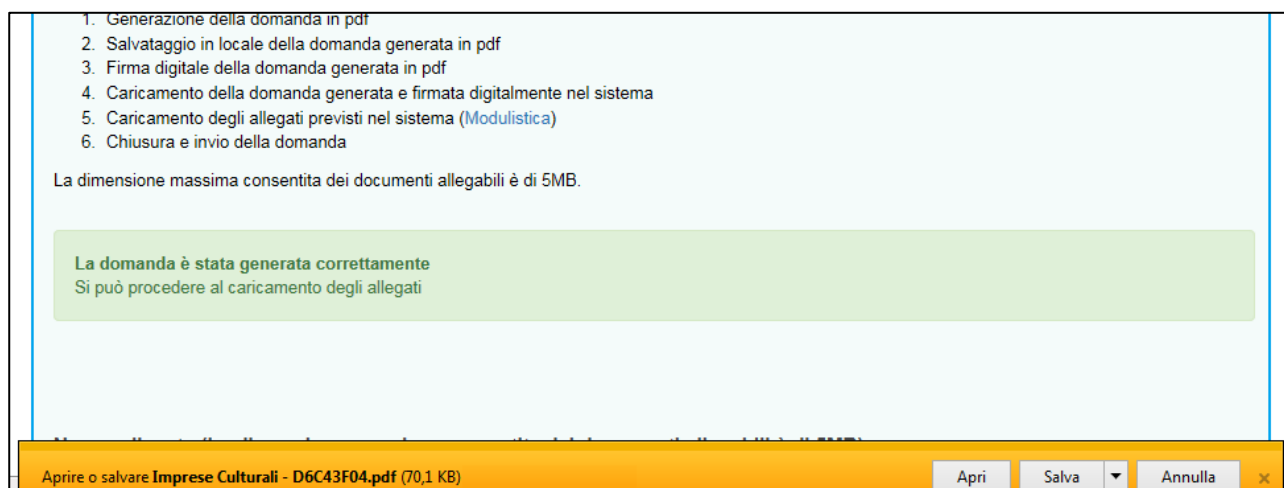 1. Generazione della domanda in pdf
2. Salvataggio in locale della domanda generata in pdf
3. Firma digitale della domanda generata in pdf
4. Caricamento della domanda generata e firmata digitalmente nel sistema
5. Caricamento degli allegati previsti nel sistema (Modulistica)
6. Chiusura e invio della domanda
La dimensione massima consentita dei documenti allegabili è di 5MB.
La domanda è stata generata correttamente
Si può procedere al caricamento degli allegati
Aprire o salvare Imprese Culturali - D6C43F04.pdf (70,1 KB)
Apri
Salva
Annulla